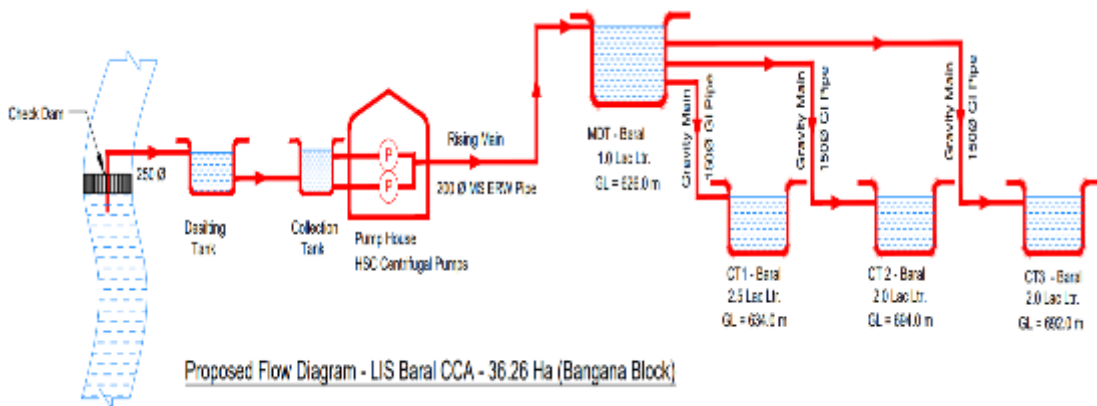 Check Dam
250 Ø
Desilting
Tank
Collection
Tank
P
P
Pump House
HSC Centrifugal Pumps
Rising Main
200 Ø MS ERW Pipe
MDT - Baral
1.0 Lac Ltr.
GL = 626.0 m
Gravity Main
150Ø GI Pipe
Gravity Main
150Ø GI Pipe
Gravity Main
150Ø GI Pipe
CT1 - Baral
2.5 Lac Ltr.
GL = 634.0 m
CT2 - Baral
2.0 Lac Ltr.
GL = 694.0 m
CT3 - Baral
2.0 Lac Ltr.
GL = 692.0 m
Proposed Flow Diagram - LIS Baral CCA - 36.26 Ha (Bangana Block)